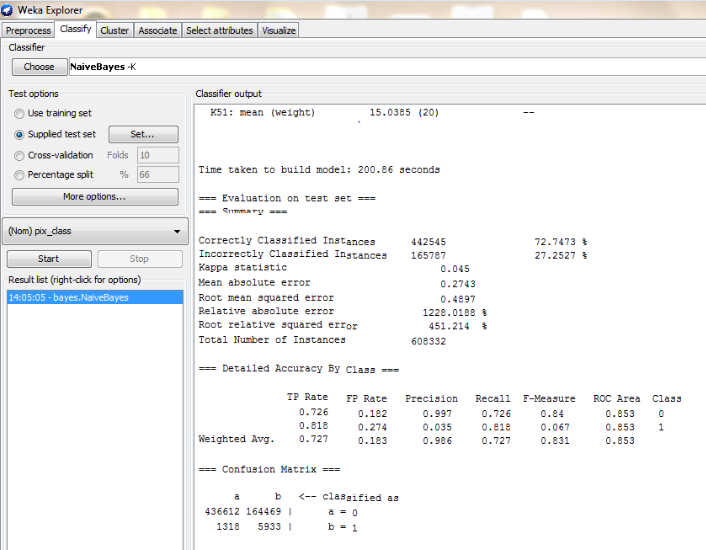 Weka Explorer
Preprocess Classify Cluster Associate Select attributes Visualize
Classifier
Choose NaiveBayes -K
Test options
Use training set
Supplied test set Set...
Cross-validation Folds 10
Percentage split % 66
More options...
(Nom) pix_class
Start Stop
Result list (right-click for options)
14:05:05 - bayes.NaiveBayes
Classifier output
K51: mean (weight) 15.0385 (20) --
Time taken to build model: 200.86 seconds
=== Evaluation on test set ===
=== Summary ===
Correctly Classified Instances 442545 72.7473 %
Incorrectly Classified Instances 165787 27.2527 %
Kappa statistic 0.045
Mean absolute error 0.2743
Root mean squared error 0.4897
Relative absolute error 1228.0188 %
Root relative squared error 451.214 %
Total Number of Instances 608332
=== Detailed Accuracy By Class ===
TP Rate FP Rate Precision Recall F-Measure ROC Area Class
0.726 0.182 0.997 0.726 0.84 0.853 0
0.818 0.274 0.035 0.818 0.067 0.853 1
Weighted Avg. 0.727 0.183 0.986 0.727 0.831 0.853
=== Confusion Matrix ===
a b <-- classified as
436612 164469 | a = 0
1318 5933 | b = 1